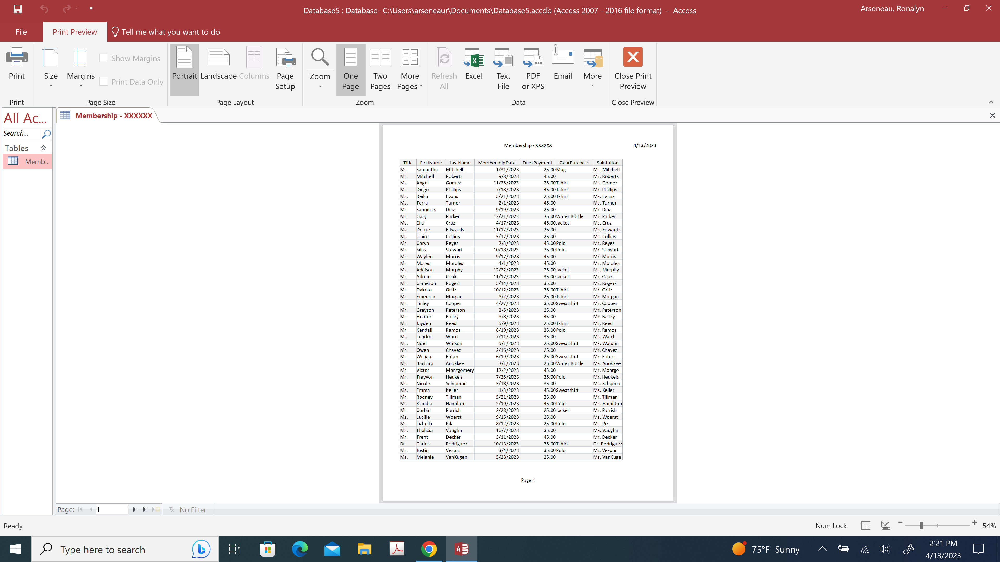 Database5 : Database- C:\Users\arseneaur\Documents\Database5.accdb (Access 2007 - 2016 file format) - Access
Arseneau, Ronalyn
File
Print Preview
Tell me what you want to do
Print
Size
Margins
Show Margins
Print Data Only
Portrait
Landscape
Columns
Page Setup
Zoom
One Page
Two Pages
More Pages
Refresh All
Excel
Text File
PDF or XPS
Email
More
Close Print Preview
Print
Page Size
Page Layout
Zoom
Data
Close Preview
All Ac...
Search...
Tables
Memb...
Membership - XXXXXX
Membership - XXXXXX 4/13/2023
Title FirstName LastName MembershipDate DuesPayment GearPurchase Salutation
Ms. Samantha Mitchell 1/31/2023 25.00 Mug Ms. Mitchell
Mr. Mitchell Roberts 9/8/2023 45.00 Mr. Roberts
Ms. Angel Gomez 11/25/2023 25.00 Tshirt Ms. Gomez
Mr. Diego Phillips 7/18/2023 45.00 Tshirt Mr. Phillips
Ms. Reika Evans 5/21/2023 25.00 Tshirt Ms. Evans
Ms. Terra Turner 2/1/2023 45.00 Ms. Turner
Mr. Saunders Diaz 9/19/2023 25.00 Mr. Diaz
Mr. Gary Parker 12/21/2023 35.00 Water Bottle Mr. Parker
Ms. Elia Cruz 4/17/2023 45.00 Jacket Ms. Cruz
Ms. Dorrie Edwards 11/12/2023 25.00 Ms. Edwards
Ms. Claire Collins 5/17/2023 25.00 Ms. Collins
Mr. Coryn Reyes 2/3/2023 45.00 Polo Mr. Reyes
Mr. Silas Stewart 10/18/2023 35.00 Polo Mr. Stewart
Mr. Waylen Morris 9/17/2023 45.00 Mr. Morris
Mr. Mateo Morales 4/1/2023 45.00 Mr. Morales
Ms. Addison Murphy 12/22/2023 25.00 Jacket Ms. Murphy
Mr. Adrian Cook 11/17/2023 35.00 Jacket Mr. Cook
Mr. Cameron Rogers 5/14/2023 35.00 Mr. Rogers
Mr. Dakota Ortiz 10/12/2023 35.00 Tshirt Mr. Ortiz
Mr. Emerson Morgan 8/2/2023 25.00 Tshirt Mr. Morgan
Mr. Finley Cooper 4/27/2023 35.00 Sweatshirt Mr. Cooper
Mr. Grayson Peterson 2/5/2023 25.00 Mr. Peterson
Mr. Hunter Bailey 8/8/2023 45.00 Mr. Bailey
Mr. Jayden Reed 5/9/2023 25.00 Tshirt Mr. Reed
Mr. Kendall Ramos 8/19/2023 35.00 Polo Mr. Ramos
Ms. London Ward 7/11/2023 35.00 Ms. Ward
Ms. Noel Watson 5/1/2023 25.00 Sweatshirt Ms. Watson
Mr. Owen Chavez 2/16/2023 25.00 Mr. Chavez
Mr. William Eaton 6/19/2023 25.00 Sweatshirt Mr. Eaton
Ms. Barbara Anokkee 3/1/2023 25.00 Water Bottle Ms. Anokkee
Mr. Victor Montgomery 12/2/2023 45.00 Mr. Montgo
Mr. Trayvon Heukels 7/25/2023 35.00 Polo Mr. Heukels
Ms. Nicole Schipman 5/18/2023 35.00 Ms. Schipma
Ms. Emma Keller 1/3/2023 45.00 Sweatshirt Ms. Keller
Mr. Rodney Tillman 5/21/2023 35.00 Mr. Tillman
Ms. Klaudia Hamilton 2/19/2023 45.00 Polo Ms. Hamilton
Mr. Corbin Parrish 2/28/2023 25.00 Jacket Mr. Parrish
Ms. Lucille Woerst 9/15/2023 25.00 Ms. Woerst
Ms. Lizbeth Pik 8/12/2023 25.00 Polo Ms. Pik
Ms. Thalicia Vaughn 10/7/2023 35.00 Ms. Vaughn
Mr. Trent Decker 3/11/2023 45.00 Mr. Decker
Dr. Carlos Rodriguez 10/13/2023 35.00 Tshirt Dr. Rodriguez
Mr. Justin Vespar 3/4/2023 35.00 Polo Mr. Vespar
Ms. Melanie VanKugen 5/28/2023 25.00 Ms. VanKuge
Page 1
Page: 1 No Filter
Ready
Num Lock
54%
Type here to search
75°F Sunny
2:21 PM
4/13/2023